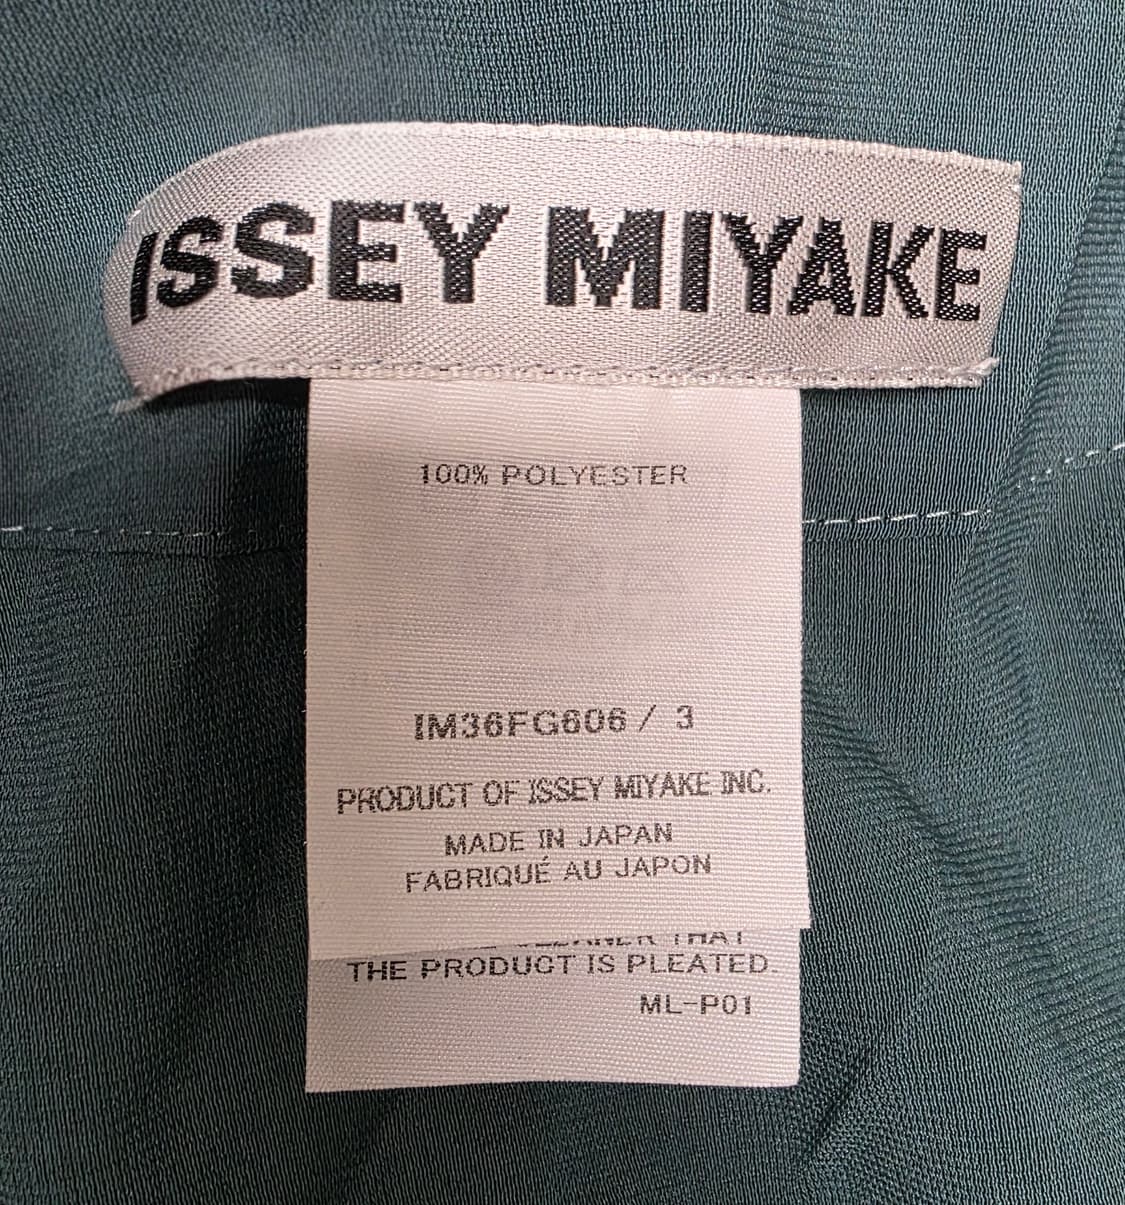 ISSEY MIYAKE
100% POLYESTER
IM36FG606 / 3
PRODUCT OF ISSEY MIYAKE INC.
MADE IN JAPAN
FABRIQUÉ AU JAPON
THAT
THE PRODUCT IS PLEATED.
ML-P01